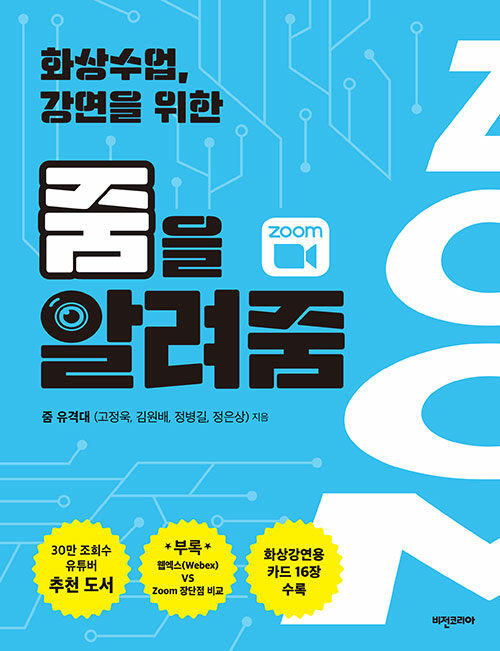 화상수업,
강연을 위한
줌을
zoom
알려줌
ZOOM
줌 유격대 (고정욱, 김원배, 정병길, 정은상) 지음
30만 조회수
유튜버
추천 도서
*부록*
웹엑스(Webex)
VS
Zoom 장단점 비교
화상강연용
카드 16장
수록
비전코리아